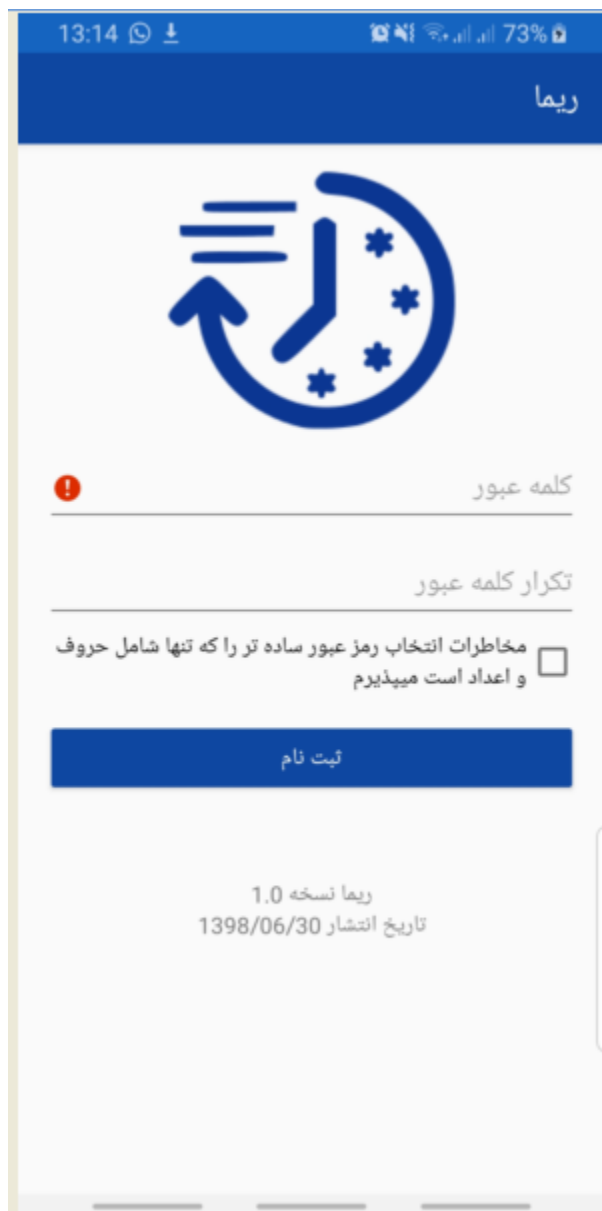 13:14 73%
ریما
کلمه عبور
تکرار کلمه عبور
مخاطرات انتخاب رمز عبور ساده تر را که تنها شامل حروف
و اعداد است میپذیرم
ثبت نام
ریما نسخه 1.0
تاریخ انتشار 1398/06/30